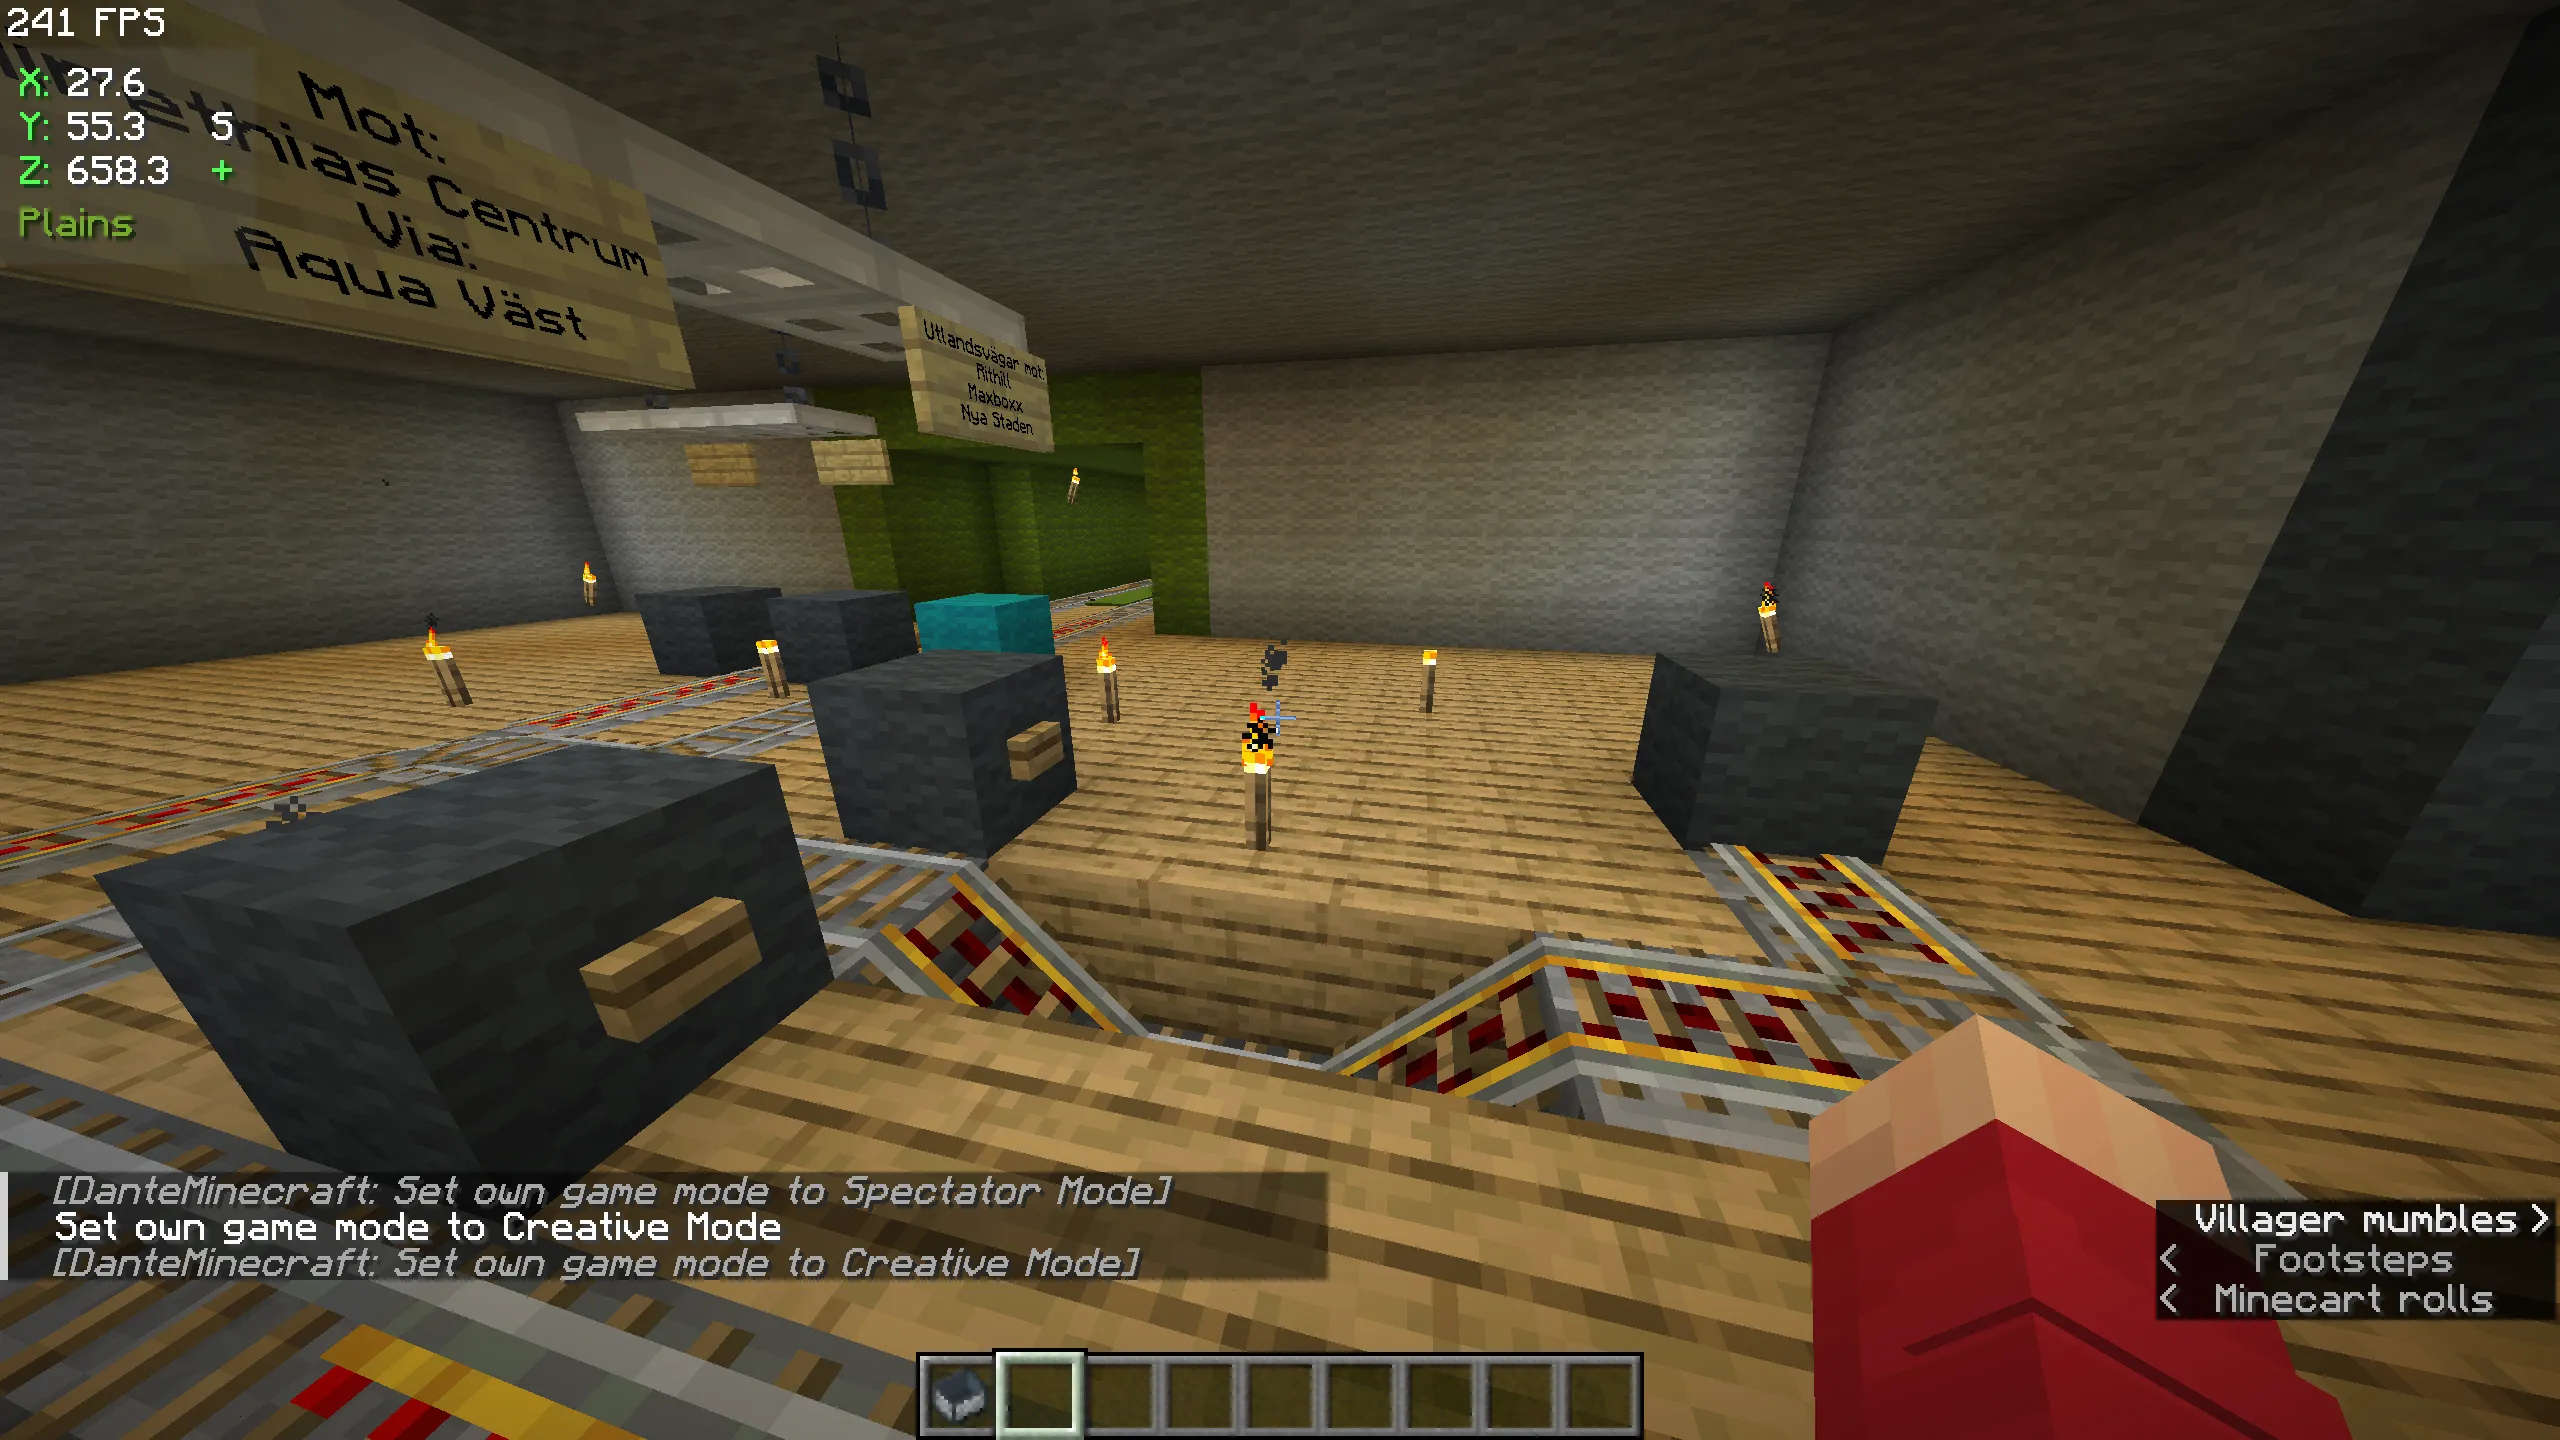 241 FPS
X: 27.6
Y: 55.3 S
Z: 658.3 +
Plains
Mot:
Centrum
Via:
Aqua Väst
Utlandsvägar mot:
Rithill
Maxboxx
Nya Staden
[DanteMinecraft: Set own game mode to Spectator Mode]
Set own game mode to Creative Mode
[DanteMinecraft: Set own game mode to Creative Mode]
Villager mumbles >
< Footsteps
< Minecart rolls